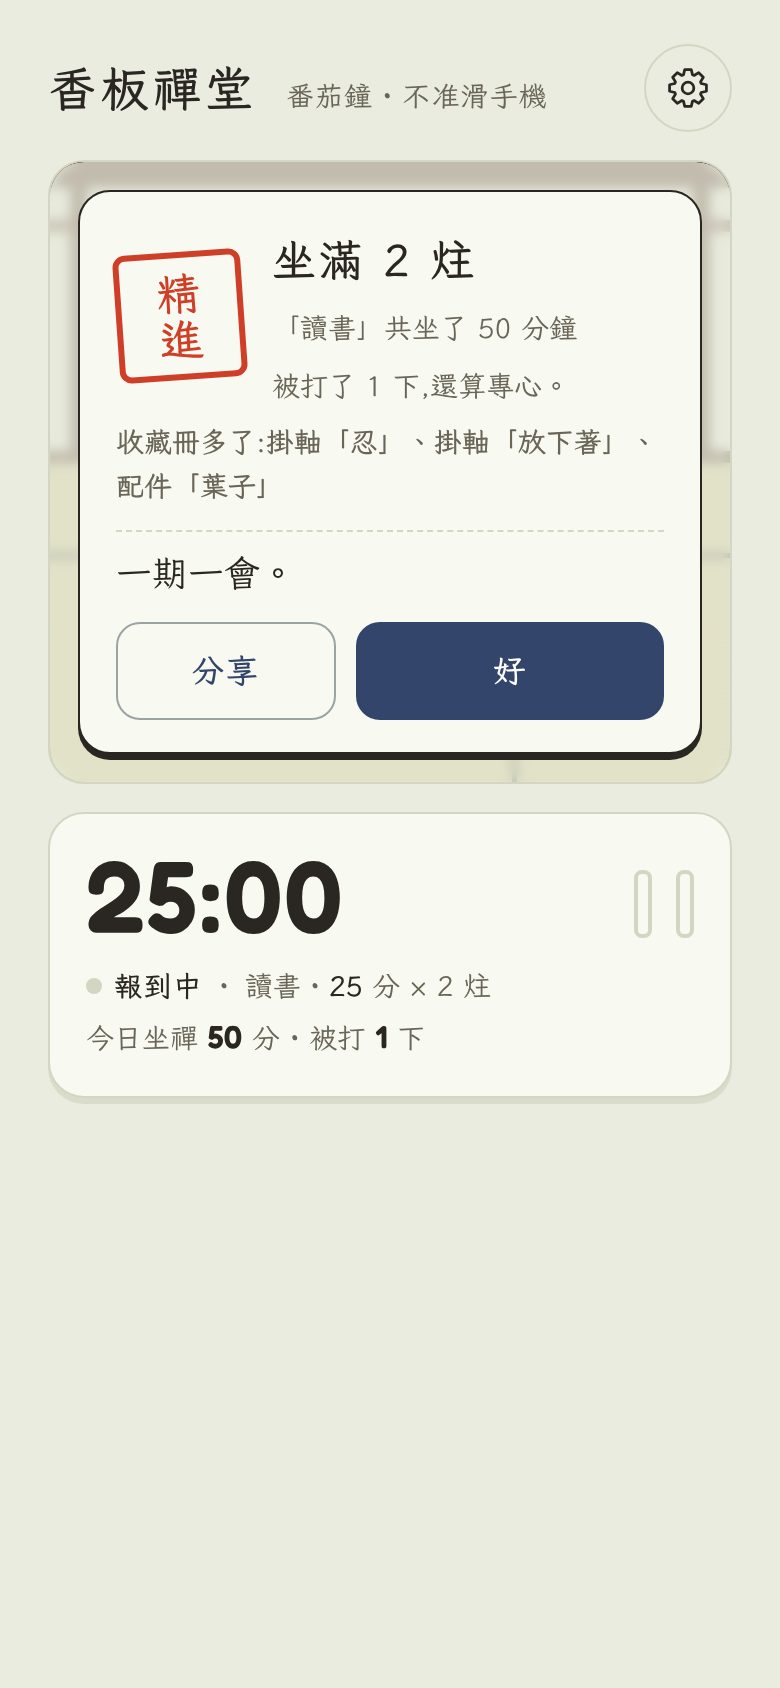 香板禪堂 番茄鐘・不准滑手機
精進
坐滿 2 炷
「讀書」共坐了 50 分鐘
被打了 1 下,還算專心。
收藏冊多了:掛軸「忍」、掛軸「放下著」、
配件「葉子」
一期一會。
分享 好
25:00
報到中 · 讀書・25 分 × 2 炷
今日坐禪 50 分・被打 1 下